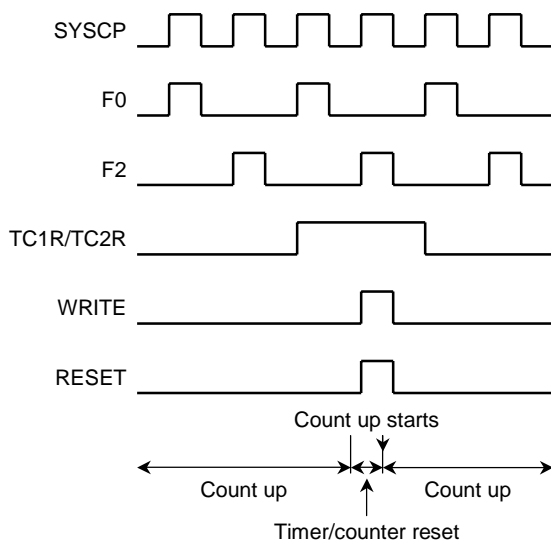 SYSCP
F0
F2
TC1R/TC2R
WRITE
RESET
Count up starts
Count up
Count up
Timer/counter reset